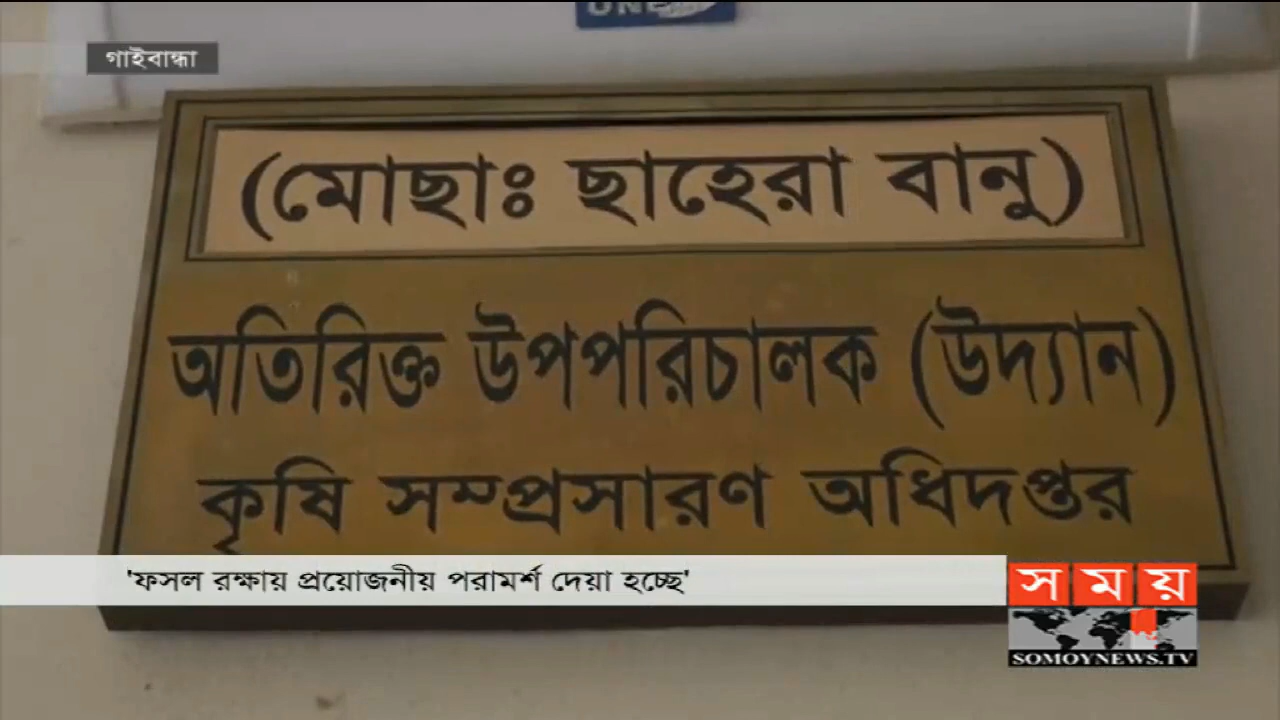 গাইবান্ধা
(মোছাঃ ছাহেরা বানু)
অতিরিক্ত উপপরিচালক (উদ্যান)
কৃষি সম্প্রসারণ অধিদপ্তর
'ফসল রক্ষায় প্রয়োজনীয় পরামর্শ দেয়া হচ্ছে'
সময়
SOMOYNEWS.TV